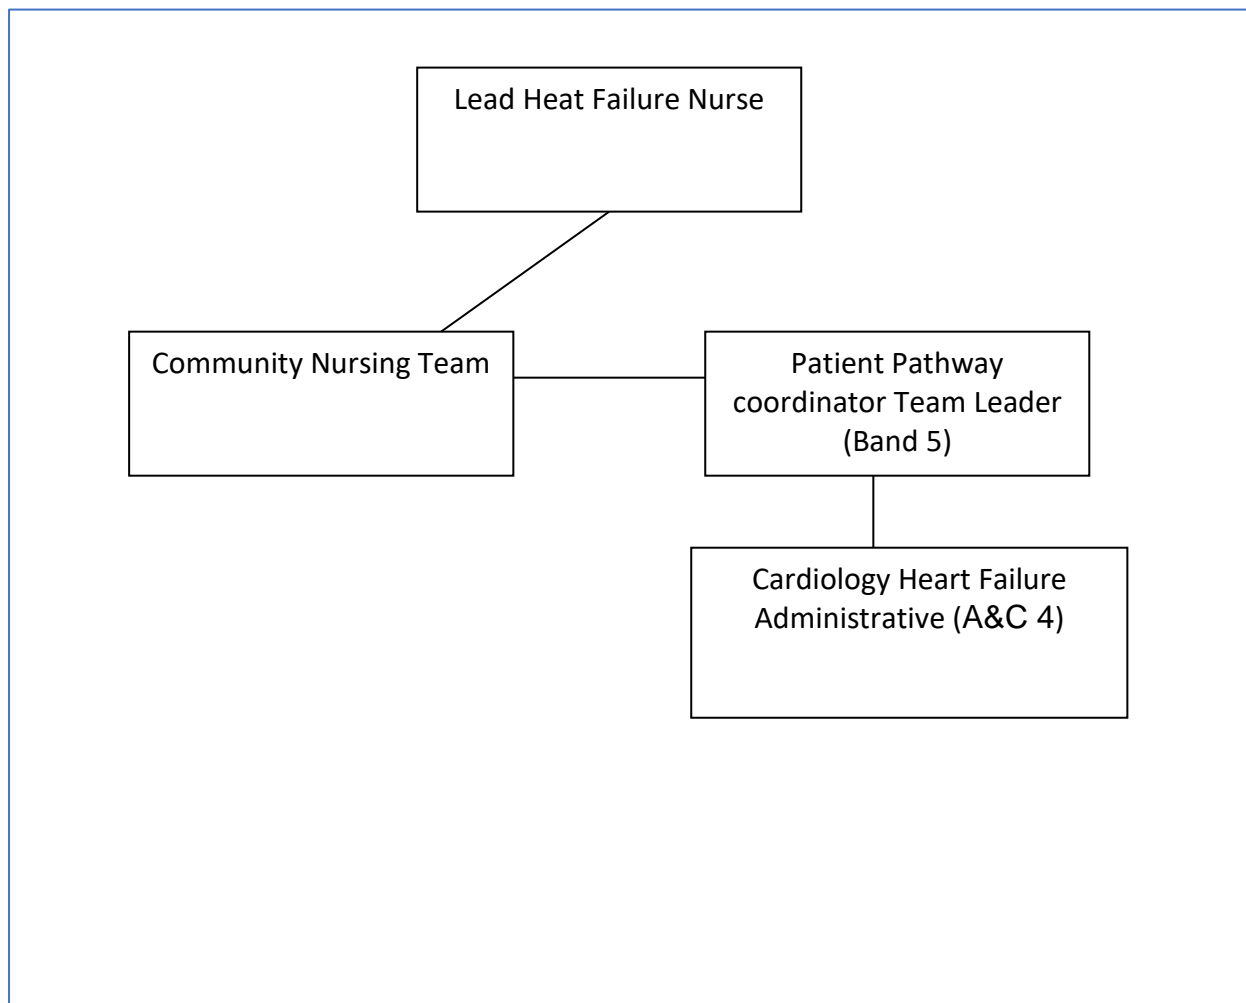 Lead Heat Failure Nurse
Community Nursing Team
Patient Pathway
coordinator Team Leader
(Band 5)
Cardiology Heart Failure
Administrative (A&C 4)